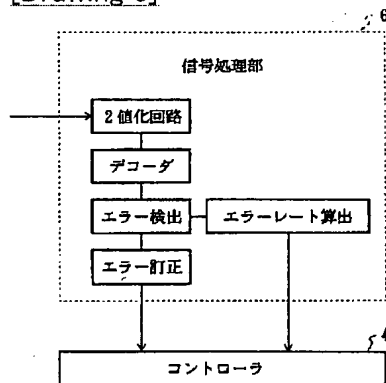 6
信号処理部
2値化回路
デコーダ
エラー検出
エラーレート算出
エラー訂正
4
コントローラ